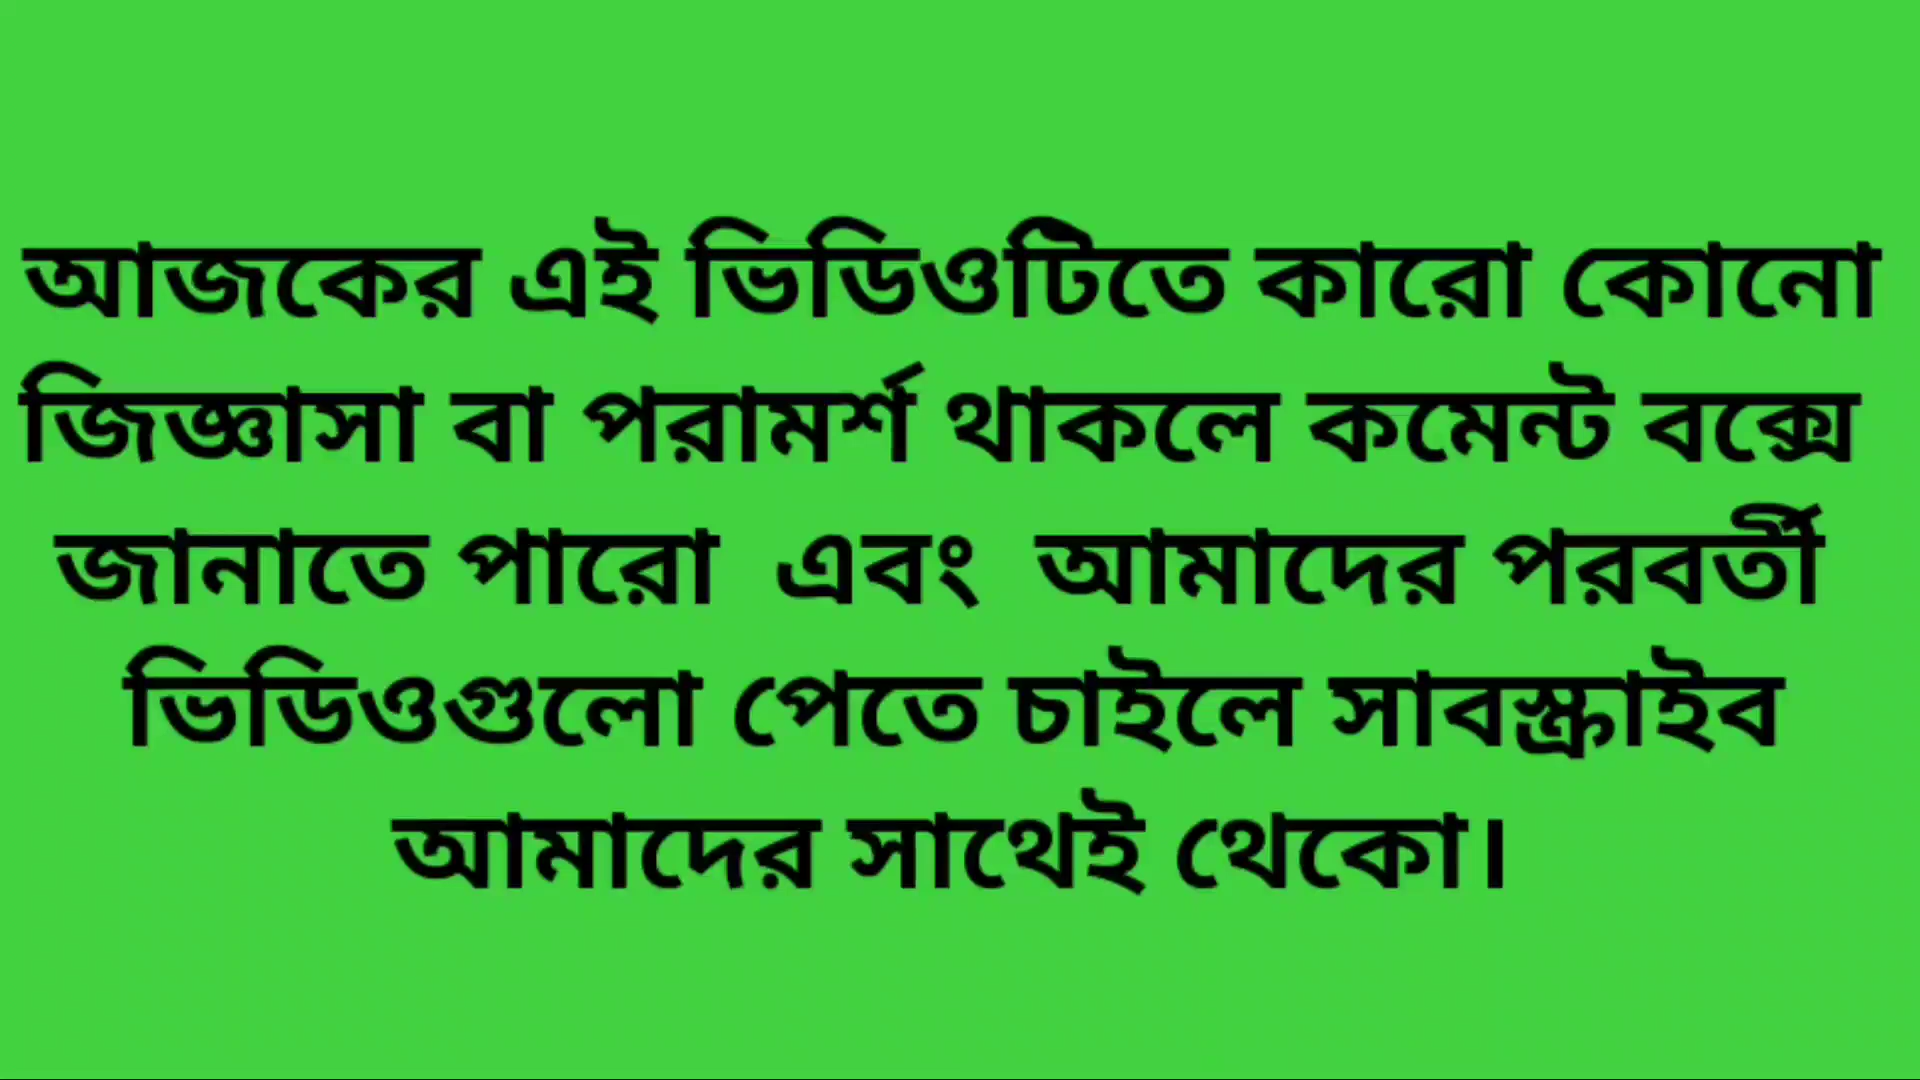 আজকের এই ভিডিওটিতে কারো কোনো
জিজ্ঞাসা বা পরামর্শ থাকলে কমেন্ট বক্সে
জানাতে পারো এবং আমাদের পরবর্তী
ভিডিওগুলো পেতে চাইলে সাবস্ক্রাইব
আমাদের সাথেই থেকো।